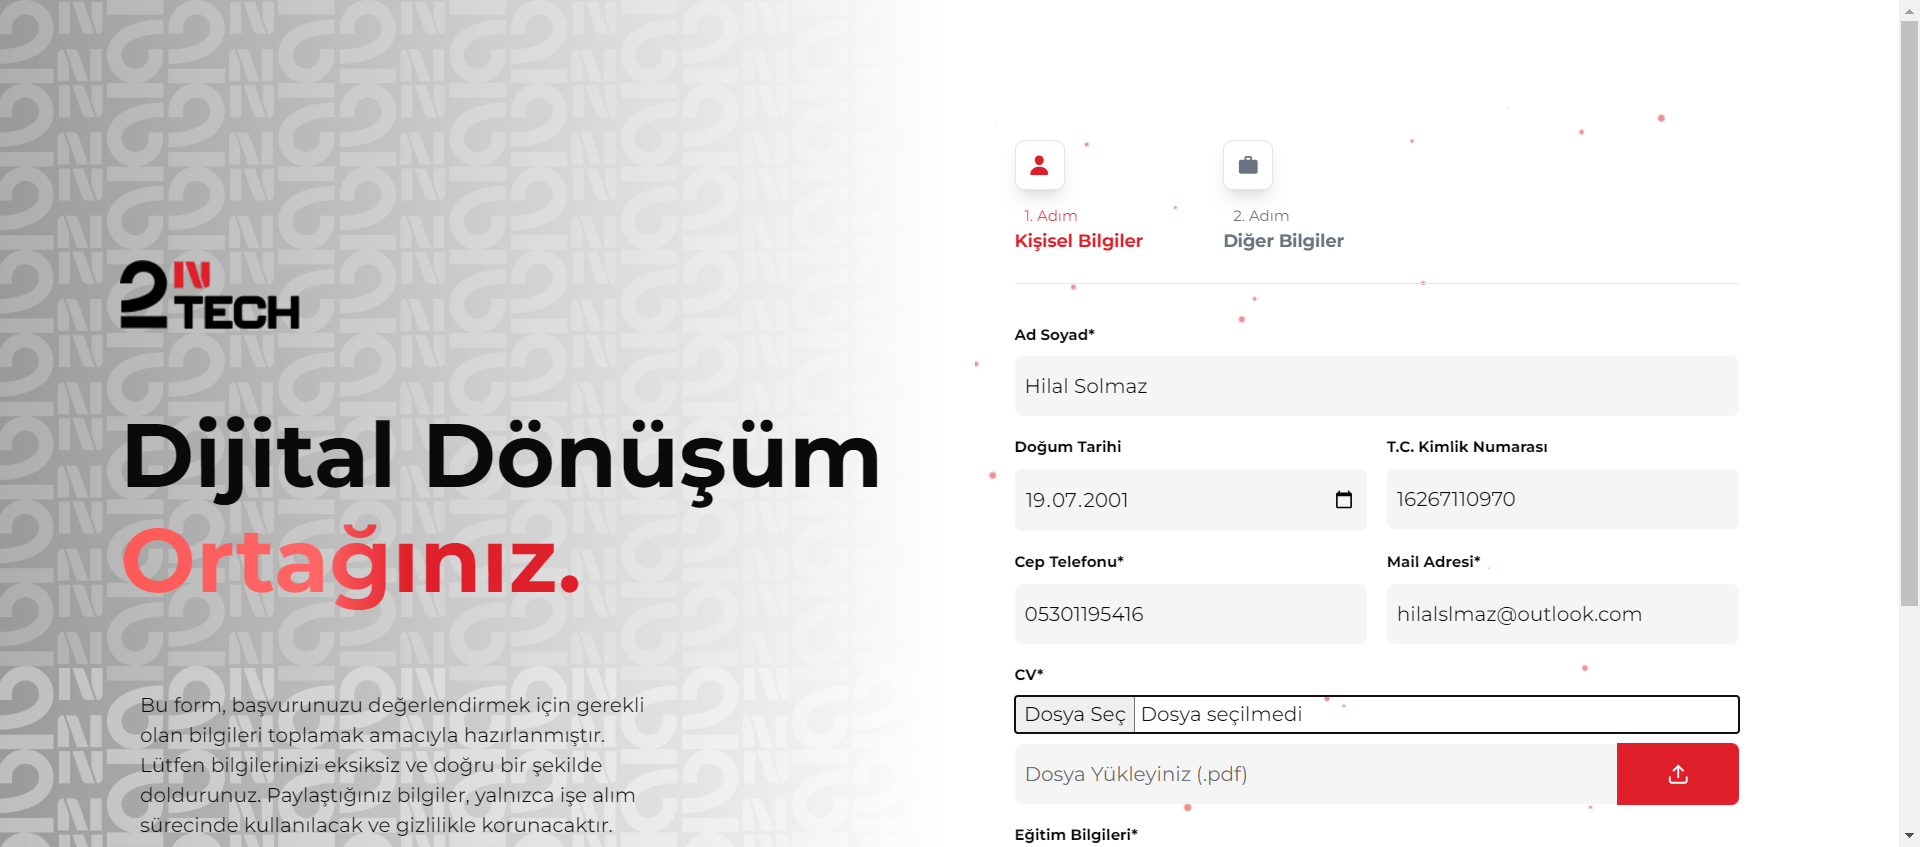 2N TECH
Dijital Dönüşüm
Ortağınız.
Bu form, başvurunuzu değerlendirmek için gerekli
olan bilgileri toplamak amacıyla hazırlanmıştır.
Lütfen bilgilerinizi eksiksiz ve doğru bir şekilde
doldurunuz. Paylaştığınız bilgiler, yalnızca işe alım
sürecinde kullanılacak ve gizlilikle korunacaktır.
1. Adım
Kişisel Bilgiler
2. Adım
Diğer Bilgiler
Ad Soyad*
Hilal Solmaz
Doğum Tarihi
19.07.2001
T.C. Kimlik Numarası
16267110970
Cep Telefonu*
05301195416
Mail Adresi*
hilalslmaz@outlook.com
CV*
Dosya Seç Dosya seçilmedi
Dosya Yükleyiniz (.pdf)
Eğitim Bilgileri*